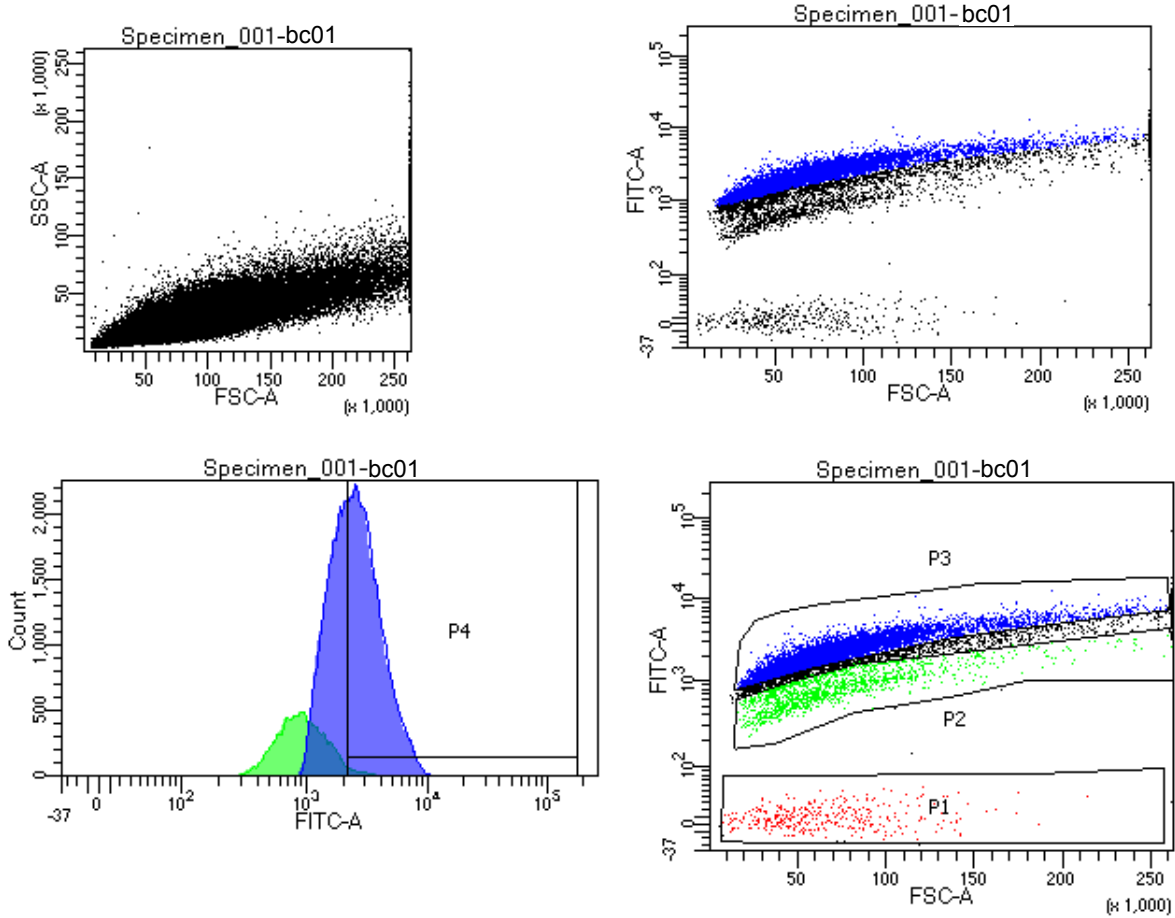 Specimen_001-bc01
SSC-A
(x 1,000)
50 100 150 200 250
50 100 150 200 250
FSC-A
(x 1,000)
Specimen_001-bc01
FITC-A
-37 0 10^2 10^3 10^4 10^5
50 100 150 200 250
FSC-A
(x 1,000)
Specimen_001-bc01
Count
0 500 1,000 1,500 2,000
P4
-37 0 10^2 10^3 10^4 10^5
FITC-A
Specimen_001-bc01
FITC-A
-37 0 10^2 10^3 10^4 10^5
P3
P2
P1
50 100 150 200 250
FSC-A
(x 1,000)